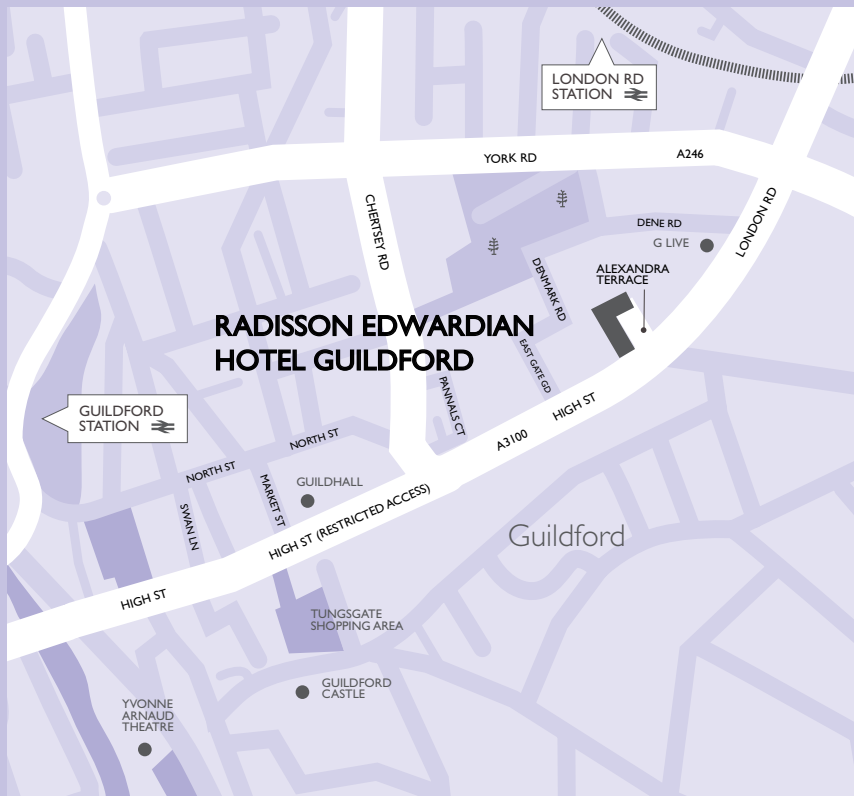 LONDON RD
STATION
YORK RD
A246
CHERTSEY RD
DENE RD
G LIVE
LONDON RD
ALEXANDRA
TERRACE
DENMARK RD
RADISSON EDWARDIAN
HOTEL GUILDFORD
EAST GATE GD
PANNALS CT
GUILDFORD
STATION
HIGH ST
A3100
NORTH ST
NORTH ST
MARKET ST
GUILDHALL
SWAN LN
HIGH ST (RESTRICTED ACCESS)
Guildford
HIGH ST
TUNGSGATE
SHOPPING AREA
GUILDFORD
CASTLE
YVONNE
ARNAUD
THEATRE